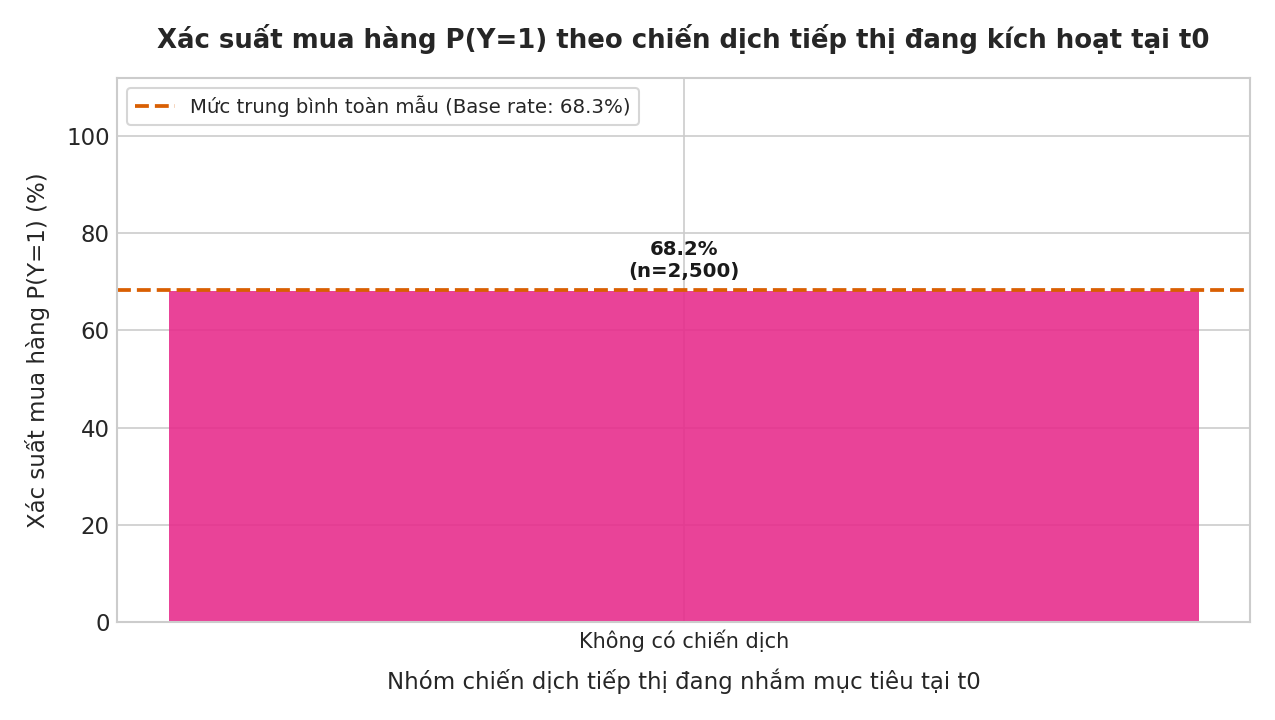 Xác suất mua hàng P(Y=1) theo chiến dịch tiếp thị đang kích hoạt tại t0
Mức trung bình toàn mẫu (Base rate: 68.3%)
Xác suất mua hàng P(Y=1) (%)
100
80
60
40
20
0
68.2%
(n=2,500)
Không có chiến dịch
Nhóm chiến dịch tiếp thị đang nhắm mục tiêu tại t0